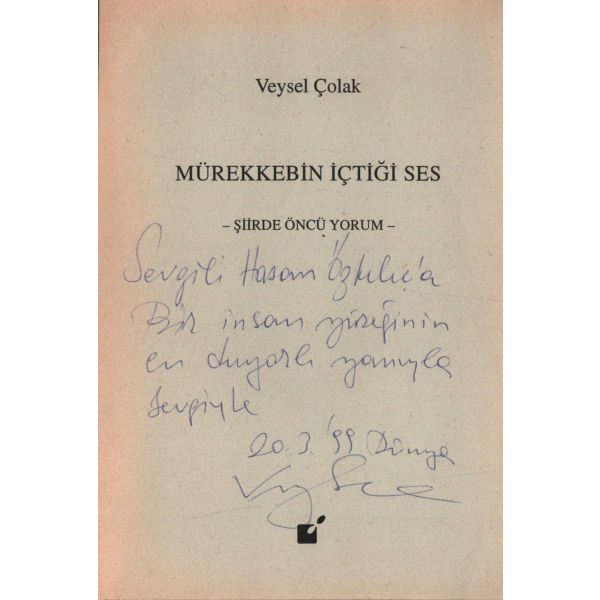 Veysel Çolak
MÜREKKEBİN İÇTİĞİ SES
– ŞİİRDE ÖNCÜ YORUM –
Sevgili Hasan Öztkılıç'a
Bir insan yüreğinin
en duyarlı yanıyla
sevgiyle
20.3.'99 Dünya